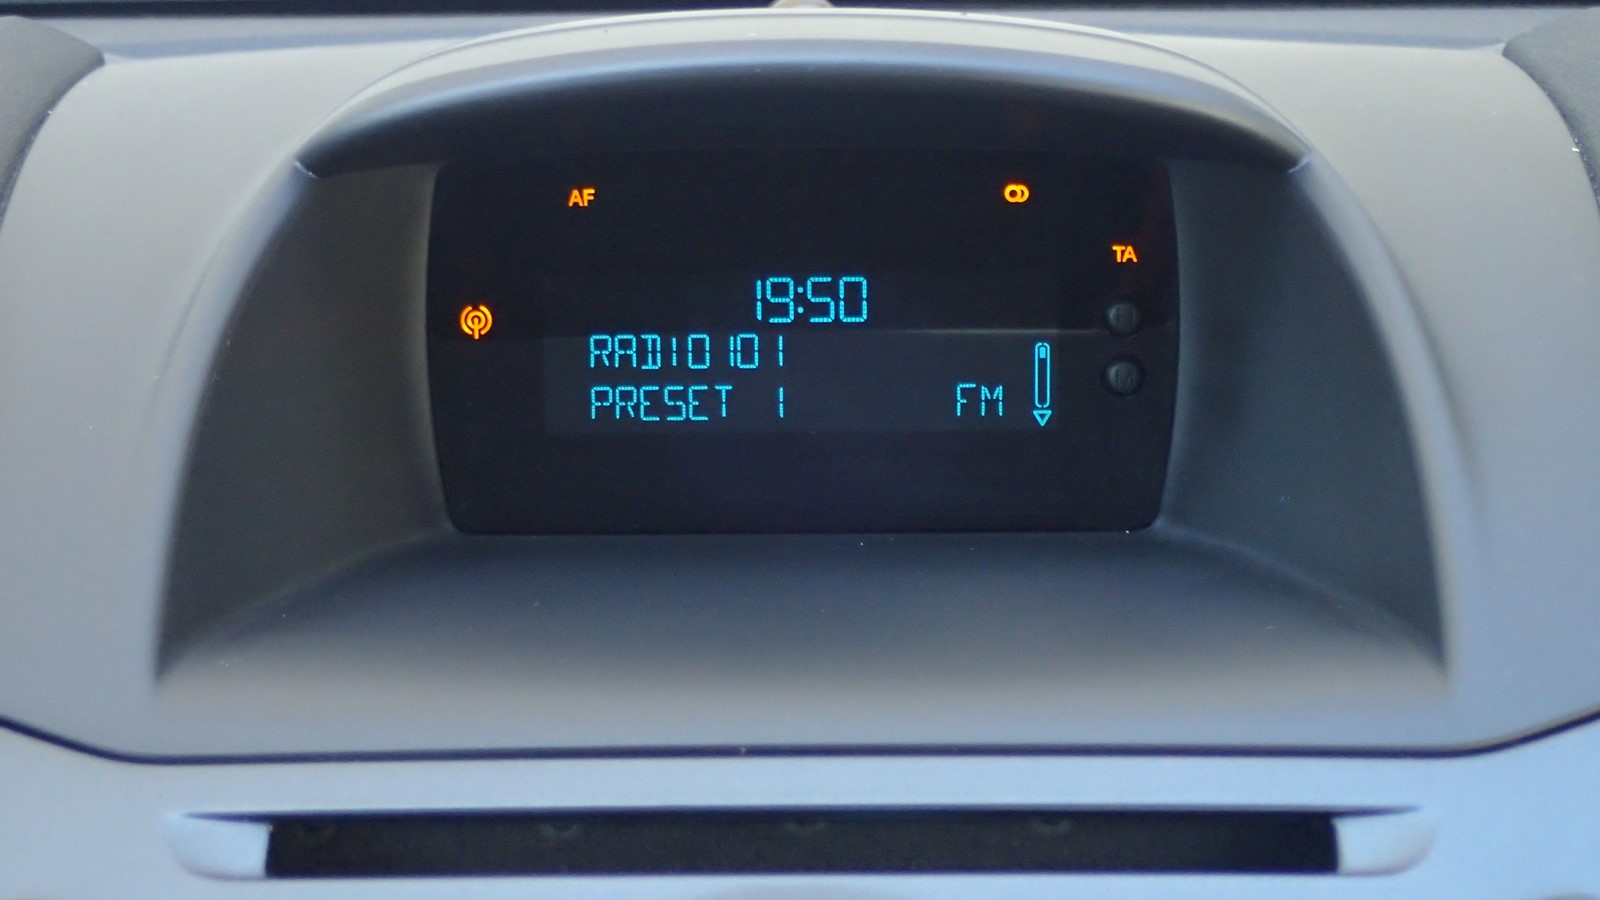 AF
TA
19:50
RADIO 101
PRESET 1 FM
H
M